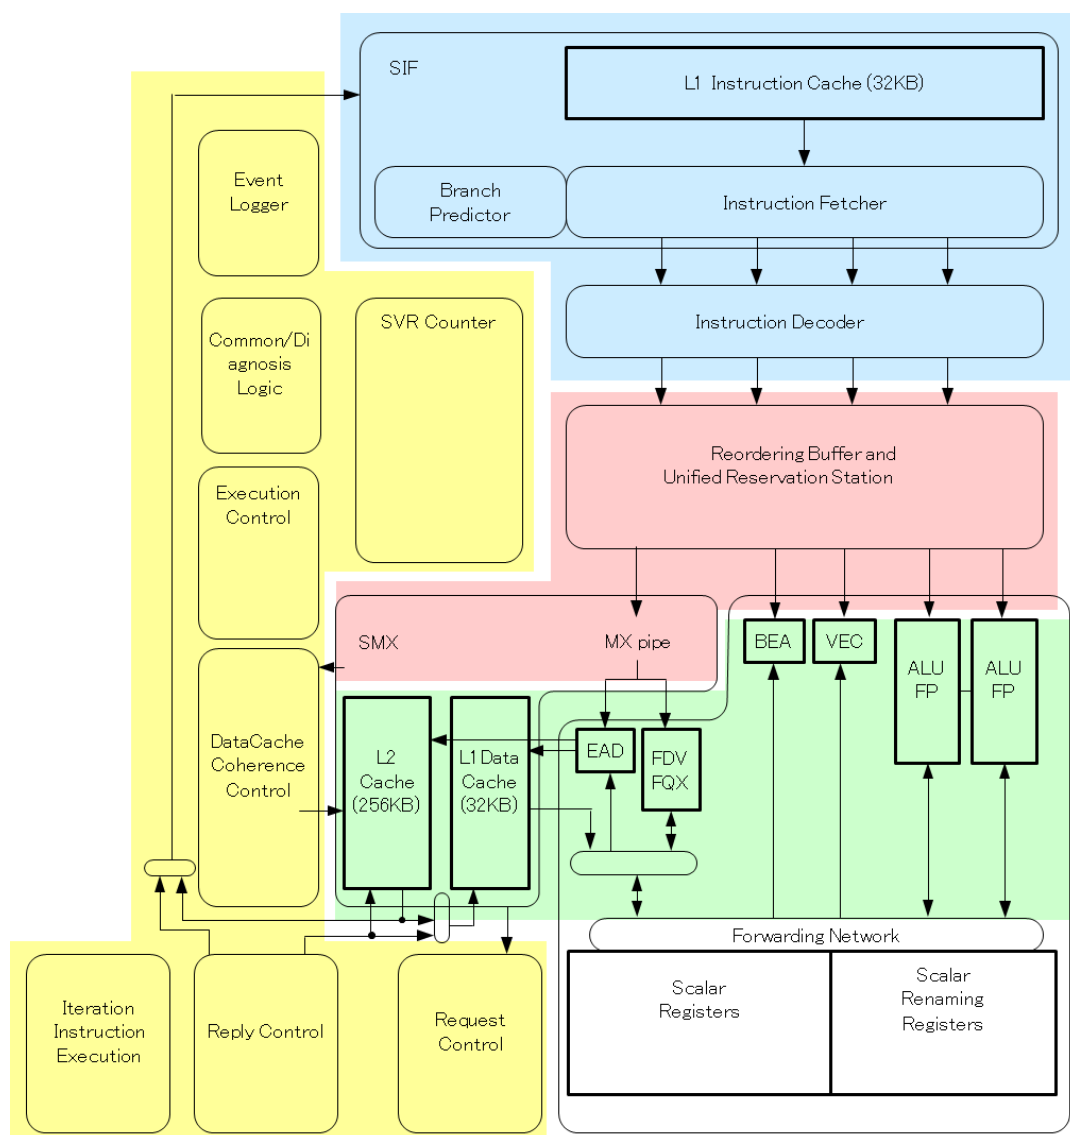 SIF
L1 Instruction Cache (32KB)
Branch
Predictor
Instruction Fetcher
Event
Logger
SVR Counter
Instruction Decoder
Common/Di
agnosis
Logic
Reordering Buffer and
Unified Reservation Station
Execution
Control
SMX
MX pipe
BEA
VEC
ALU
FP
ALU
FP
DataCache
Coherence
Control
L2
Cache
(256KB)
L1 Data
Cache
(32KB)
EAD
FDV
FQX
Forwarding Network
Scalar
Registers
Scalar
Renaming
Registers
Iteration
Instruction
Execution
Reply Control
Request
Control